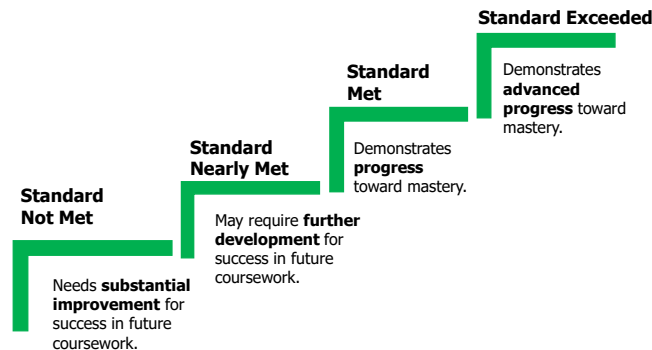 Standard Exceeded
Demonstrates
advanced
progress toward
mastery.
Standard
Met
Demonstrates
progress
toward mastery.
Standard
Nearly Met
May require further
development for
success in future
coursework.
Standard
Not Met
Needs substantial
improvement for
success in future
coursework.